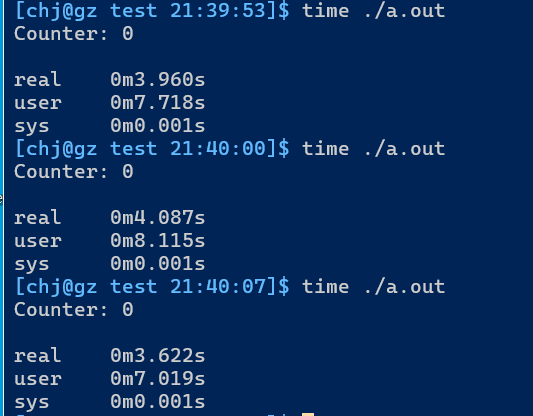 [chj@gz test 21:39:53]$ time ./a.out
Counter: 0
real    0m3.960s
user    0m7.718s
sys     0m0.001s
[chj@gz test 21:40:00]$ time ./a.out
Counter: 0
real    0m4.087s
user    0m8.115s
sys     0m0.001s
[chj@gz test 21:40:07]$ time ./a.out
Counter: 0
real    0m3.622s
user    0m7.019s
sys     0m0.001s